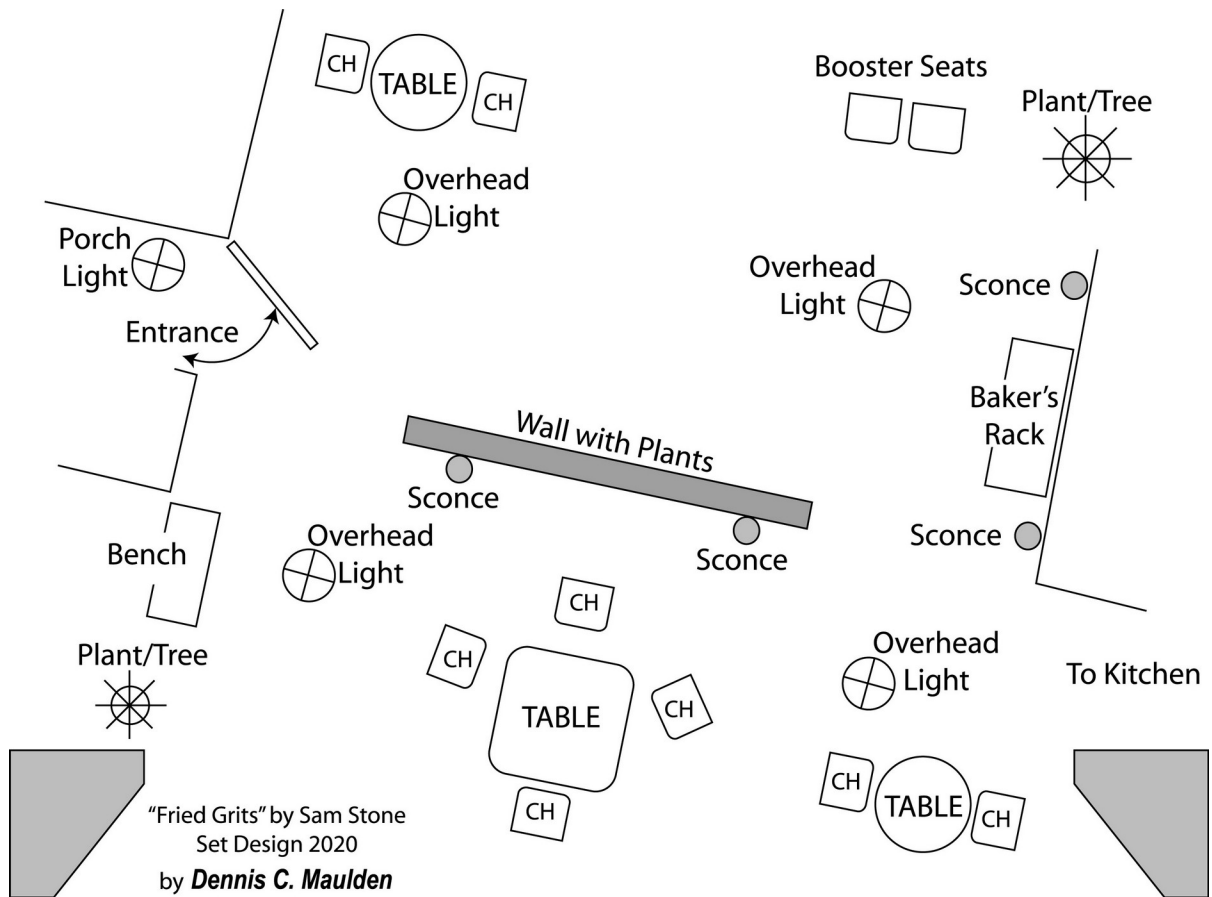 CH
TABLE
CH
Booster Seats
Plant/Tree
Overhead
Light
Porch
Light
Overhead
Light
Sconce
Entrance
Baker's
Rack
Wall with Plants
Sconce
Sconce
Sconce
Bench
Overhead
Light
CH
CH
CH
TABLE
CH
Plant/Tree
Overhead
Light
To Kitchen
CH
TABLE
CH
"Fried Grits" by Sam Stone
Set Design 2020
by Dennis C. Maulden